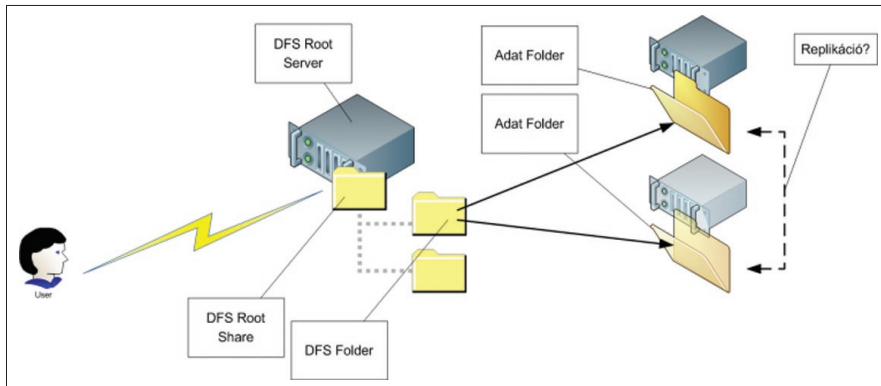 DFS Root
Server
Adat Folder
Replikáció?
Adat Folder
User
DFS Root
Share
DFS Folder